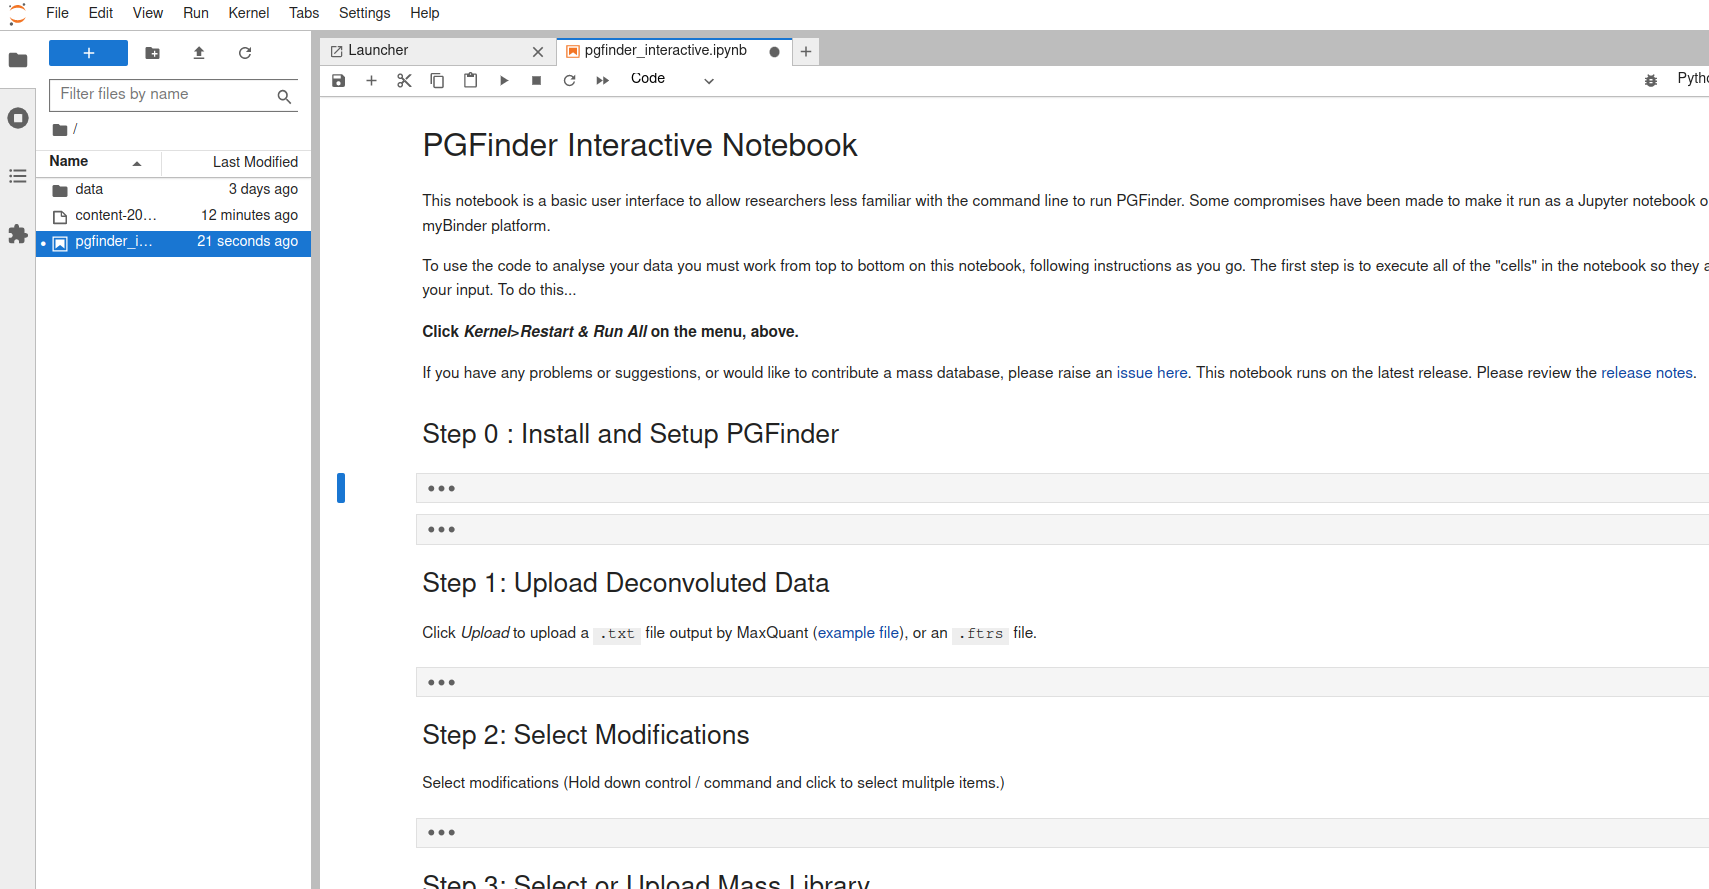 File Edit View Run Kernel Tabs Settings Help
Launcher
pgfinder_interactive.ipynb
Code
Filter files by name
/
Name Last Modified
data 3 days ago
content-20... 12 minutes ago
pgfinder_i... 21 seconds ago
PGFinder Interactive Notebook
This notebook is a basic user interface to allow researchers less familiar with the command line to run PGFinder. Some compromises have been made to make it run as a Jupyter notebook
myBinder platform.
To use the code to analyse your data you must work from top to bottom on this notebook, following instructions as you go. The first step is to execute all of the "cells" in the notebook so they
your input. To do this...
Click Kernel>Restart & Run All on the menu, above.
If you have any problems or suggestions, or would like to contribute a mass database, please raise an issue here. This notebook runs on the latest release. Please review the release notes.
Step 0 : Install and Setup PGFinder
Step 1: Upload Deconvoluted Data
Click Upload to upload a .txt file output by MaxQuant (example file), or an .ftrs file.
Step 2: Select Modifications
Select modifications (Hold down control / command and click to select mulitple items.)
Step 3: Select or Upload Mass Library